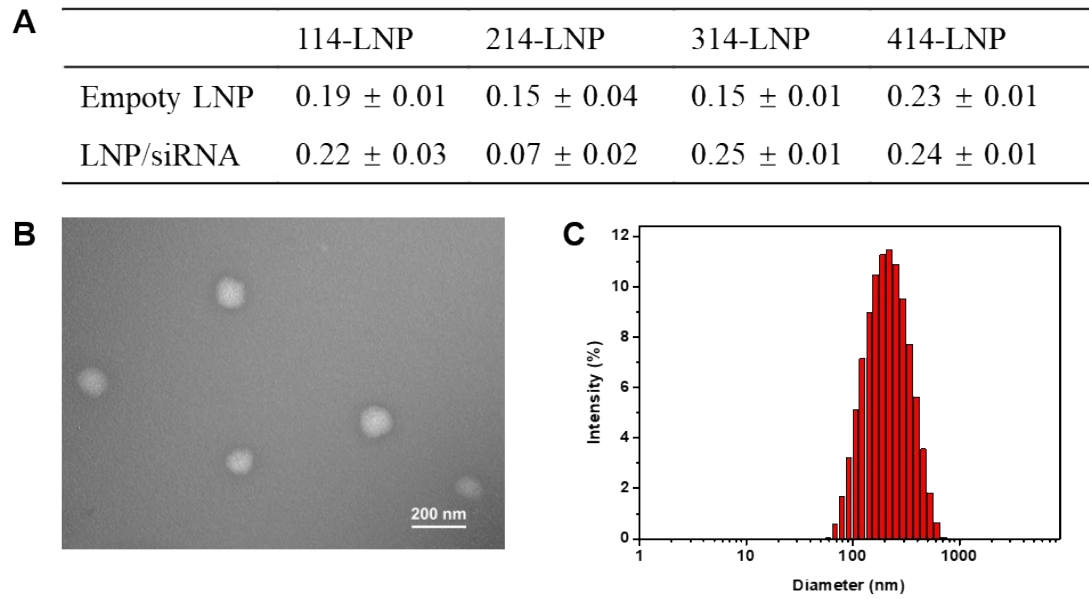 A
114-LNP 214-LNP 314-LNP 414-LNP
Empoty LNP 0.19 ± 0.01 0.15 ± 0.04 0.15 ± 0.01 0.23 ± 0.01
LNP/siRNA 0.22 ± 0.03 0.07 ± 0.02 0.25 ± 0.01 0.24 ± 0.01
B
200 nm
C
12
11
8
6
4
12
0
1 10 100 1000
Intensity (%)
Diameter (nm)